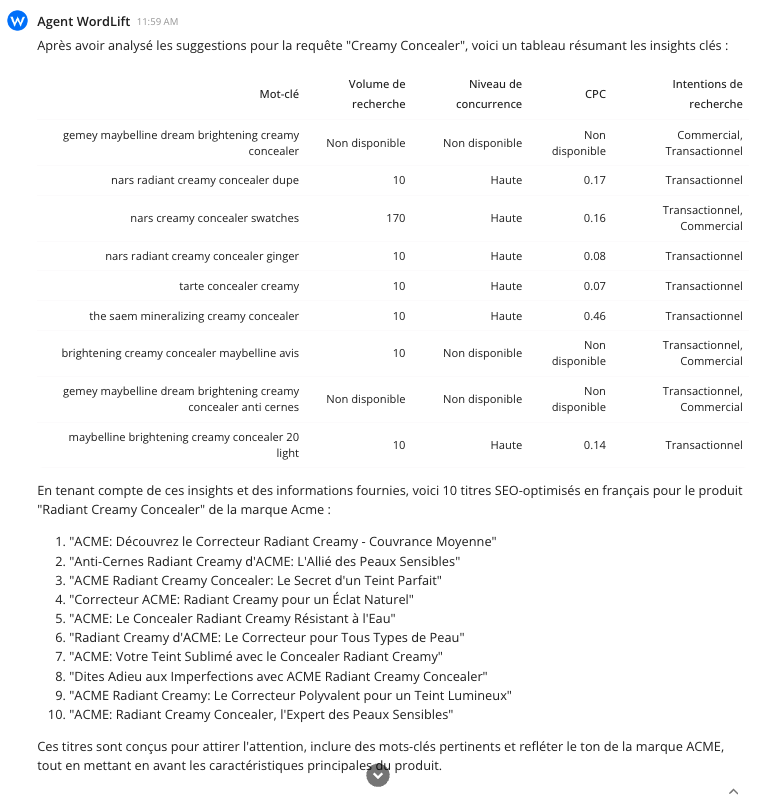 Agent WordLift 11:59 AM
Après avoir analysé les suggestions pour la requête "Creamy Concealer", voici un tableau résumant les insights clés :
Mot-clé Volume de recherche Niveau de concurrence CPC Intentions de recherche
gemey maybelline dream brightening creamy concealer Non disponible Non disponible Non disponible Commercial, Transactionnel
nars radiant creamy concealer dupe 10 Haute 0.17 Transactionnel
nars creamy concealer swatches 170 Haute 0.16 Transactionnel, Commercial
nars radiant creamy concealer ginger 10 Haute 0.08 Transactionnel
tarte concealer creamy 10 Haute 0.07 Transactionnel
the saem mineralizing creamy concealer 10 Haute 0.46 Transactionnel
brightening creamy concealer maybelline avis 10 Non disponible Non disponible Transactionnel, Commercial
gemey maybelline dream brightening creamy concealer anti cernes Non disponible Non disponible Non disponible Transactionnel, Commercial
maybelline brightening creamy concealer 20 light 10 Haute 0.14 Transactionnel
En tenant compte de ces insights et des informations fournies, voici 10 titres SEO-optimisés en français pour le produit
"Radiant Creamy Concealer" de la marque Acme :
1. "ACME: Découvrez le Correcteur Radiant Creamy - Couvrance Moyenne"
2. "Anti-Cernes Radiant Creamy d'ACME: L'Allié des Peaux Sensibles"
3. "ACME Radiant Creamy Concealer: Le Secret d'un Teint Parfait"
4. "Correcteur ACME: Radiant Creamy pour un Éclat Naturel"
5. "ACME: Le Concealer Radiant Creamy Résistant à l'Eau"
6. "Radiant Creamy d'ACME: Le Correcteur pour Tous Types de Peau"
7. "ACME: Votre Teint Sublimé avec le Concealer Radiant Creamy"
8. "Dites Adieu aux Imperfections avec ACME Radiant Creamy Concealer"
9. "ACME Radiant Creamy: Le Correcteur Polyvalent pour un Teint Lumineux"
10. "ACME: Radiant Creamy Concealer, l'Expert des Peaux Sensibles"
Ces titres sont conçus pour attirer l'attention, inclure des mots-clés pertinents et refléter le ton de la marque ACME,
tout en mettant en avant les caractéristiques principales du produit.